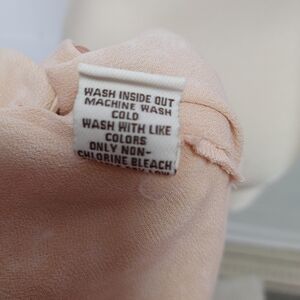 WASH INSIDE OUT
MACHINE WASH
COLD
WASH WITH LIKE
COLORS
ONLY NON-
CHLORINE BLEACH